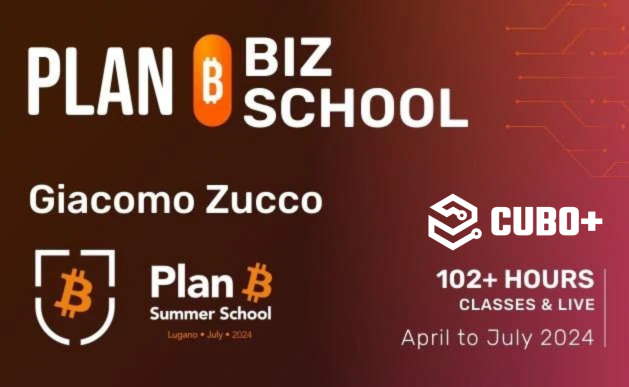 PLAN ₿ BIZ
SCHOOL
Giacomo Zucco
CUBO+
Plan ₿
Summer School
Lugano • July • 2024
102+ HOURS
CLASSES & LIVE
April to July 2024